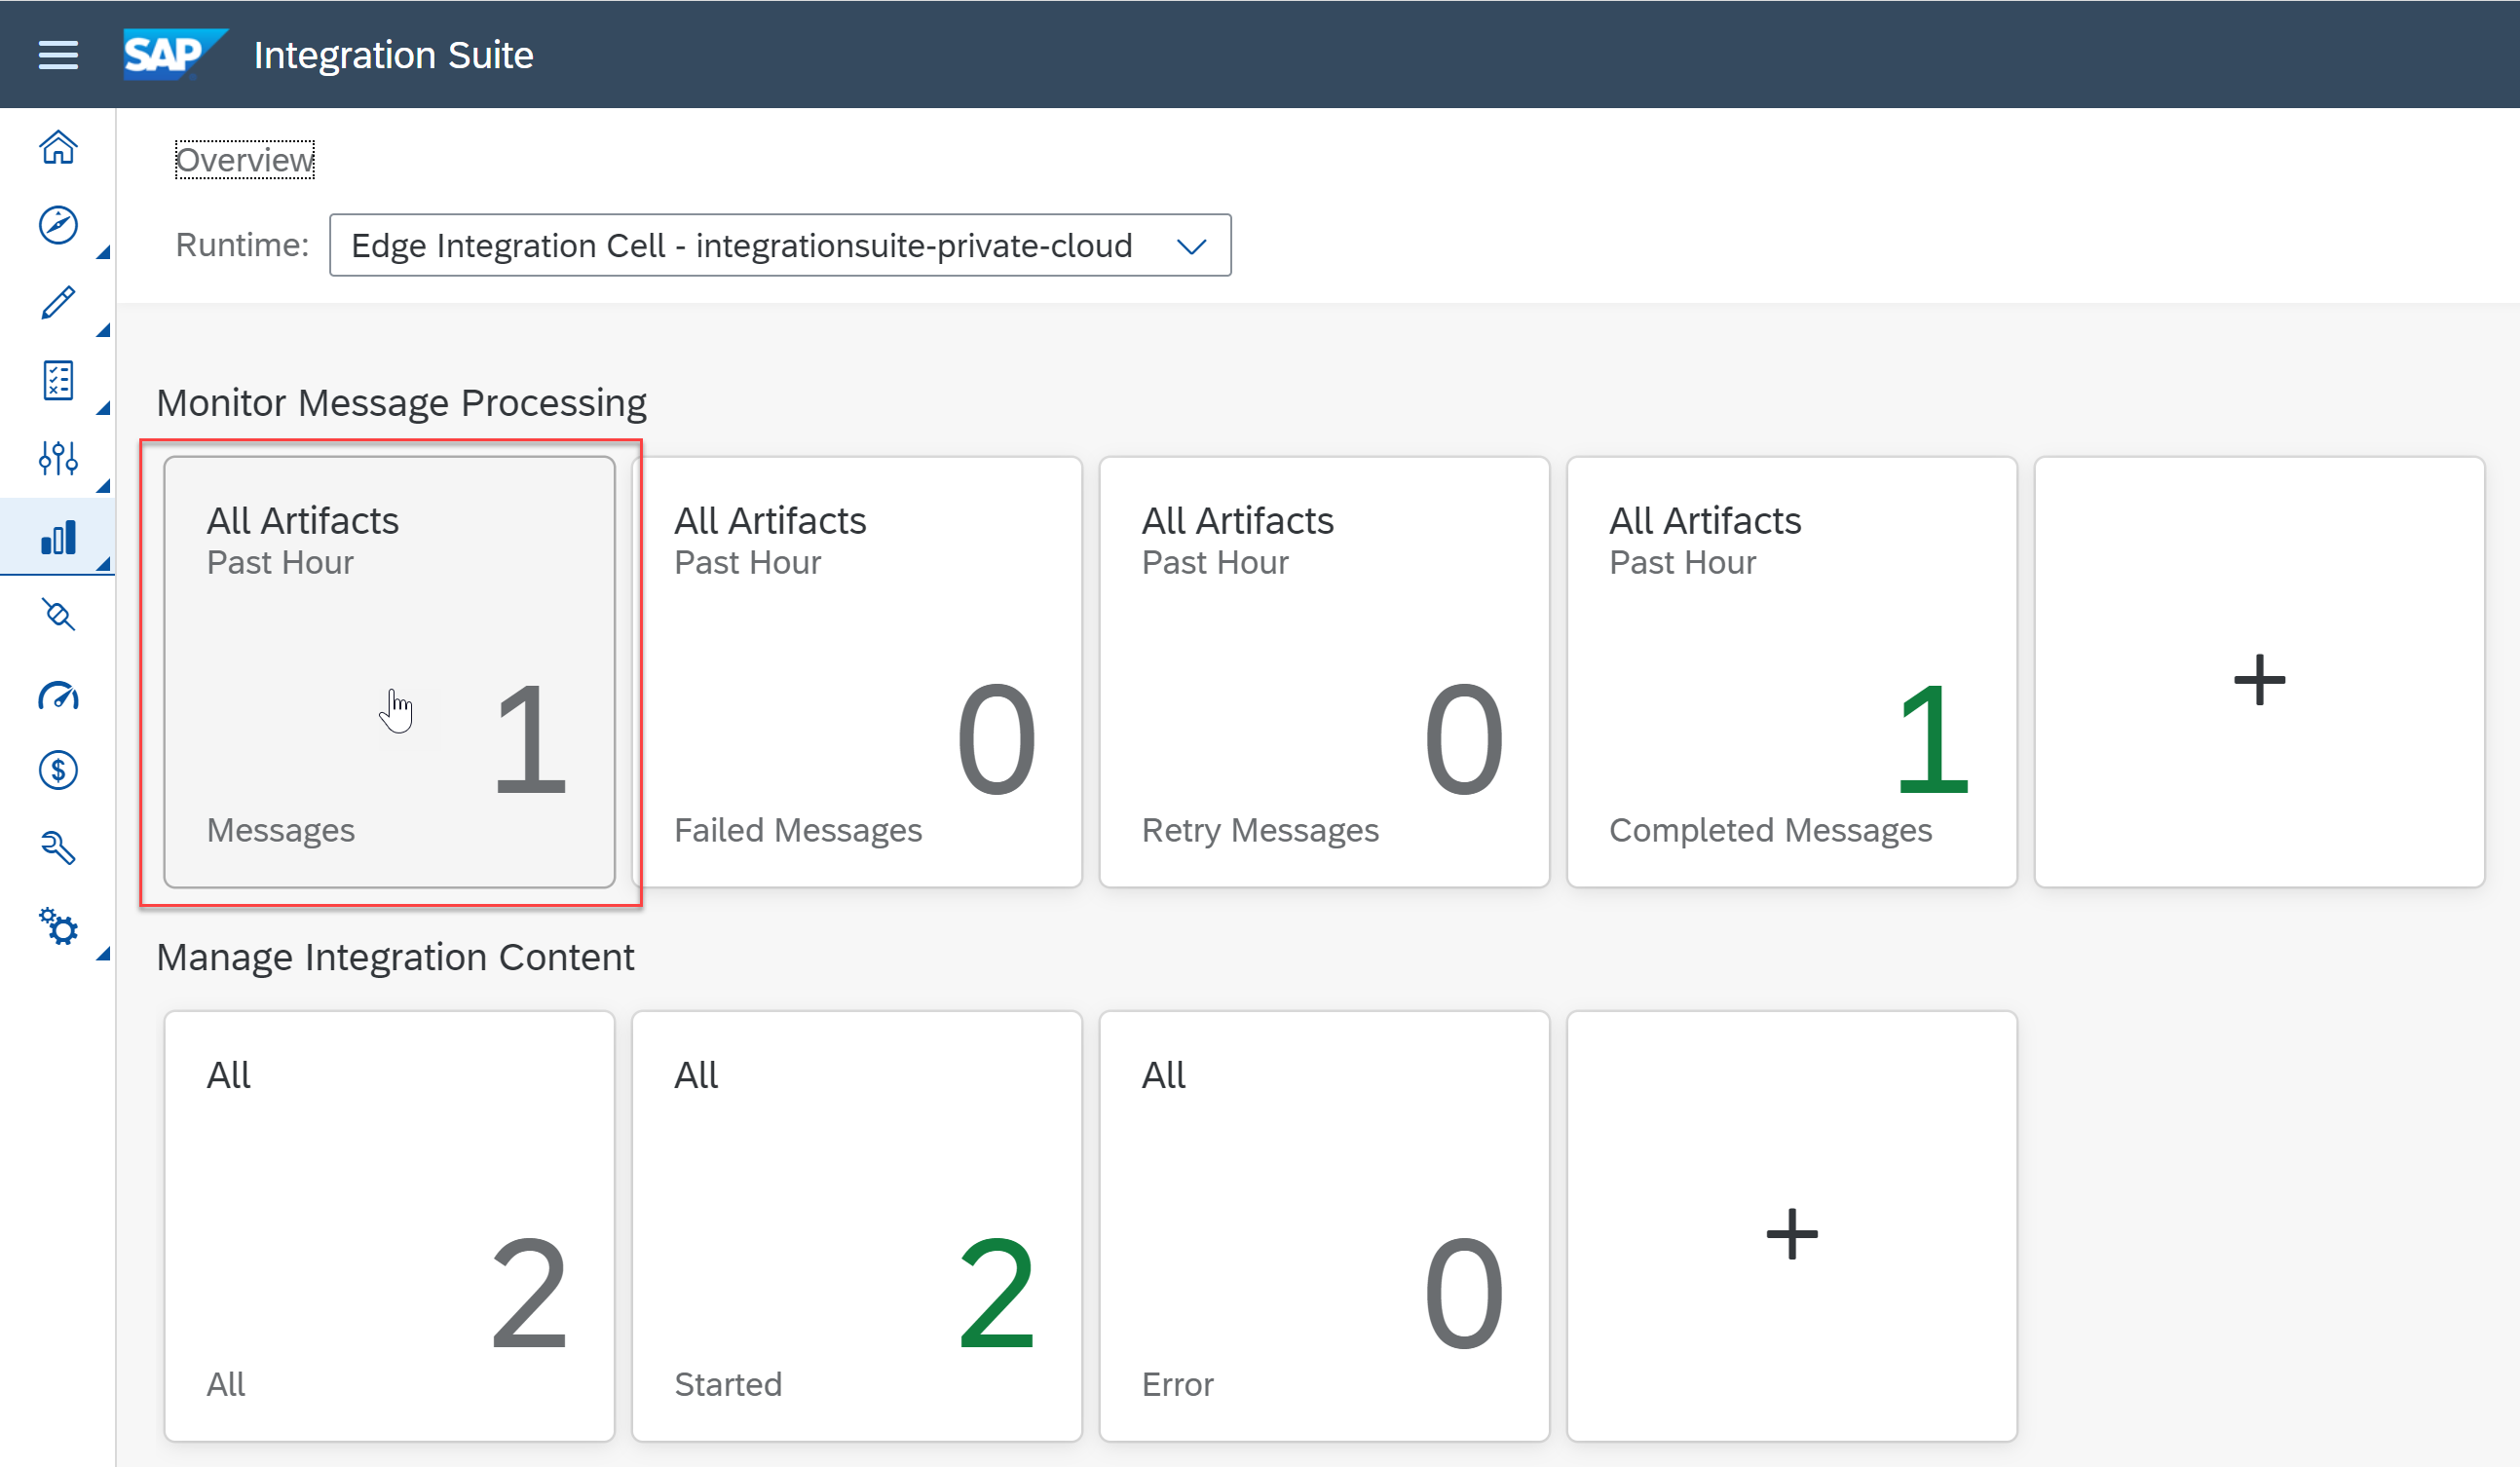 SAP Integration Suite
Overview
Runtime: Edge Integration Cell - integrationsuite-private-cloud
Monitor Message Processing
All Artifacts
Past Hour
1
Messages
All Artifacts
Past Hour
0
Failed Messages
All Artifacts
Past Hour
0
Retry Messages
All Artifacts
Past Hour
1
Completed Messages
+
Manage Integration Content
All
2
All
All
2
Started
All
0
Error
+